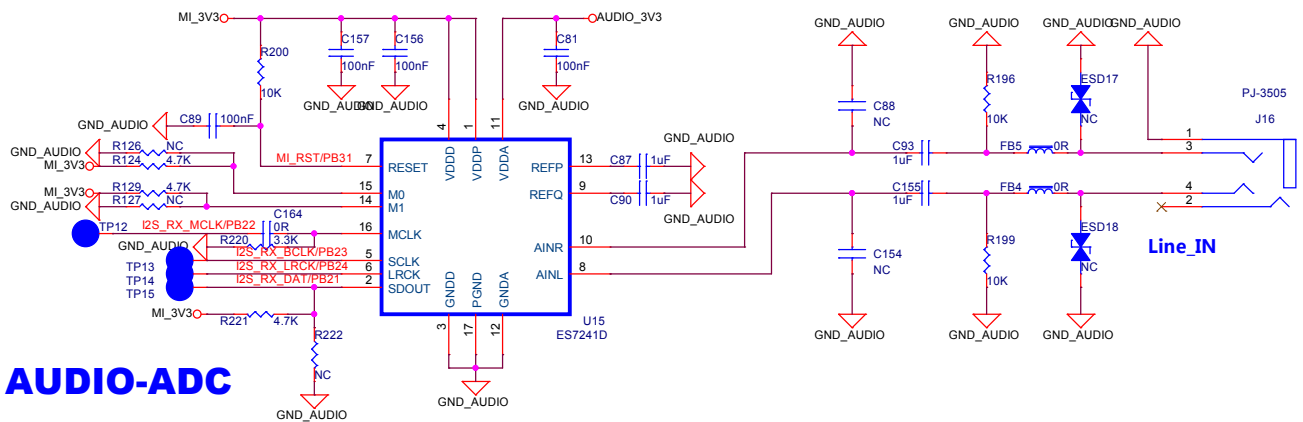 MI_3V3
AUDIO_3V3
GND_AUDIO
GND_AUDIO
GND_AUDIO
GND_AUDIO
R200
10K
C157
100nF
C156
100nF
C81
100nF
GND_AUDIO
GND_AUDIO
GND_AUDIO
GND_AUDIO
C89
100nF
R126
NC
GND_AUDIO
MI_3V3
R124
4.7K
MI_3V3
R129
4.7K
GND_AUDIO
R127
NC
MI_RST/PB31
TP12
I2S_RX_MCLK/PB22
C164
0R
R220
3.3K
GND_AUDIO
I2S_RX_BCLK/PB23
I2S_RX_LRCK/PB24
I2S_RX_DAT/PB21
TP13
TP14
TP15
MI_3V3
R221
4.7K
R222
NC
GND_AUDIO
4
1
11
VDDD
VDDP
VDDA
7
RESET
15
M0
14
M1
16
MCLK
5
SCLK
6
LRCK
2
SDOUT
REFP
13
REFQ
9
AINR
10
AINL
8
GNDD
PGND
GNDA
3
17
12
U15
ES7241D
GND_AUDIO
C87
1uF
C90
1uF
GND_AUDIO
GND_AUDIO
C88
NC
R196
10K
ESD17
NC
C93
1uF
FB5
0R
C155
1uF
FB4
0R
C154
NC
R199
10K
ESD18
NC
GND_AUDIO
GND_AUDIO
GND_AUDIO
PJ-3505
J16
1
3
4
2
Line_IN
AUDIO-ADC